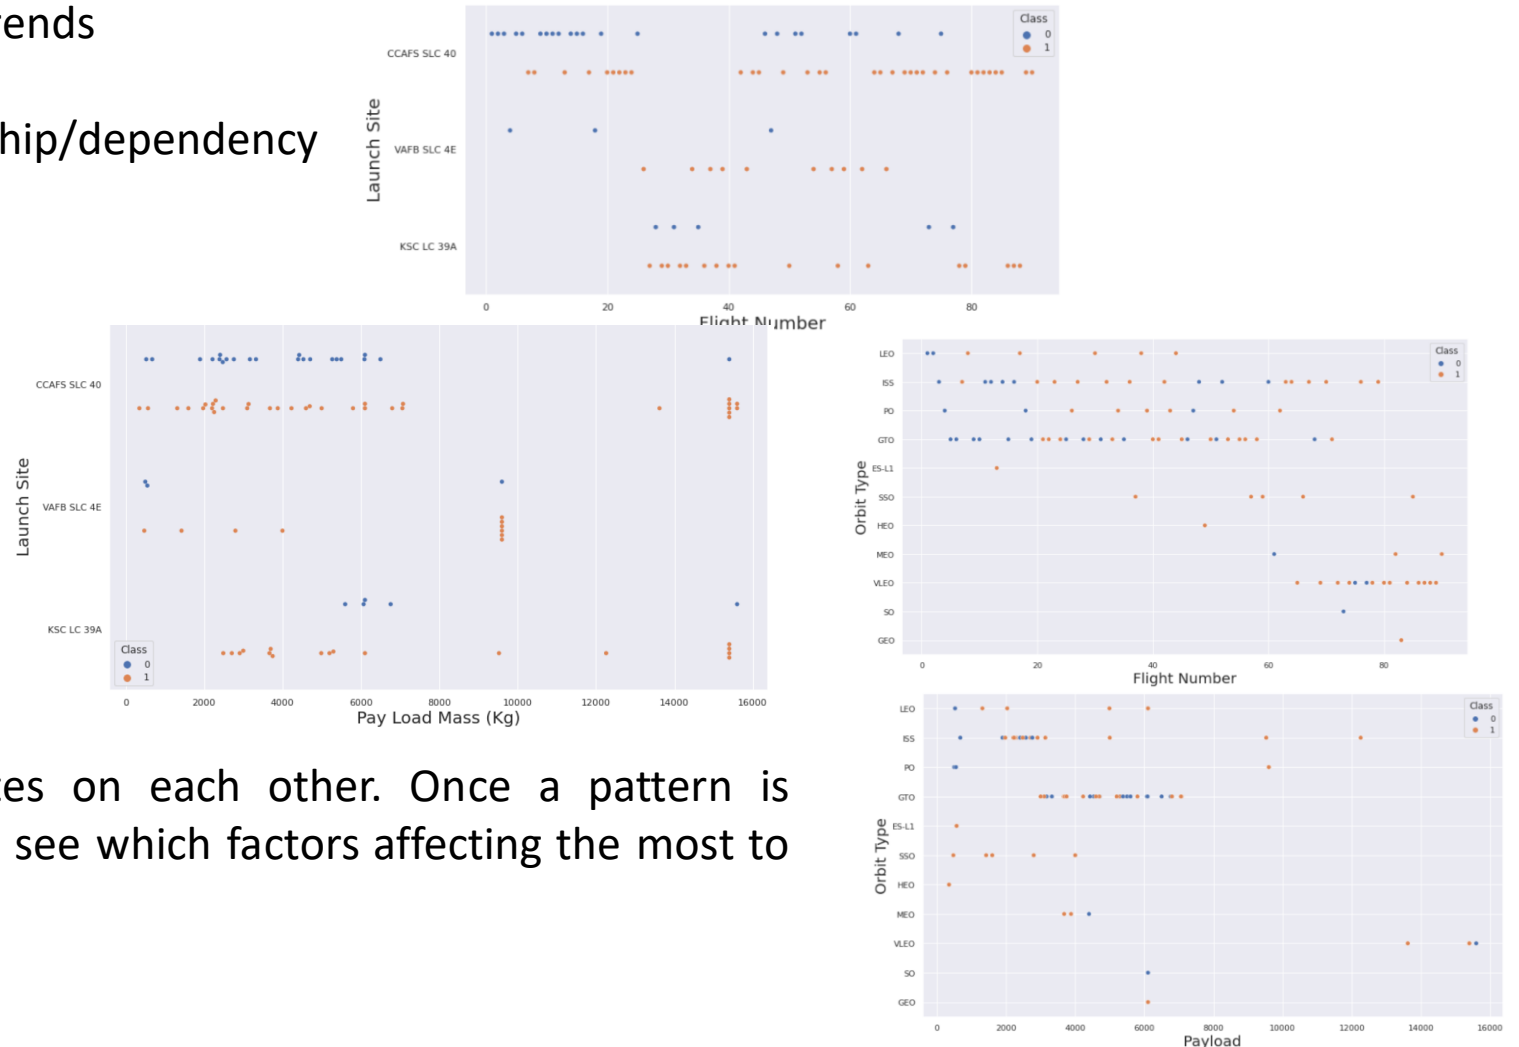 rends
hip/dependency
Class
0
1
CCAFS SLC 40
VAFB SLC 4E
KSC LC 39A
Launch Site
0 20 40 60 80
Flight Number
CCAFS SLC 40
VAFB SLC 4E
KSC LC 39A
Launch Site
Class
0
1
0 2000 4000 6000 8000 10000 12000 14000 16000
Pay Load Mass (Kg)
Class
0
1
LEO
ISS
PO
GTO
ES-L1
SSO
HEO
MEO
VLEO
SO
GEO
Orbit Type
0 20 40 60 80
Flight Number
tes on each other. Once a pattern is
see which factors affecting the most to
Class
0
1
LEO
ISS
PO
GTO
ES-L1
SSO
HEO
MEO
VLEO
SO
GEO
Orbit Type
0 2000 4000 6000 8000 10000 12000 14000 16000
Payload